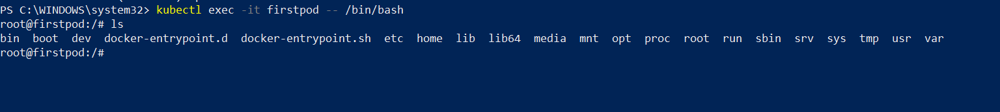 PS C:\WINDOWS\system32> kubectl exec -it firstpod -- /bin/bash
root@firstpod:/# ls
bin  boot  dev  docker-entrypoint.d  docker-entrypoint.sh  etc  home  lib  lib64  media  mnt  opt  proc  root  run  sbin  srv  sys  tmp  usr  var
root@firstpod:/#